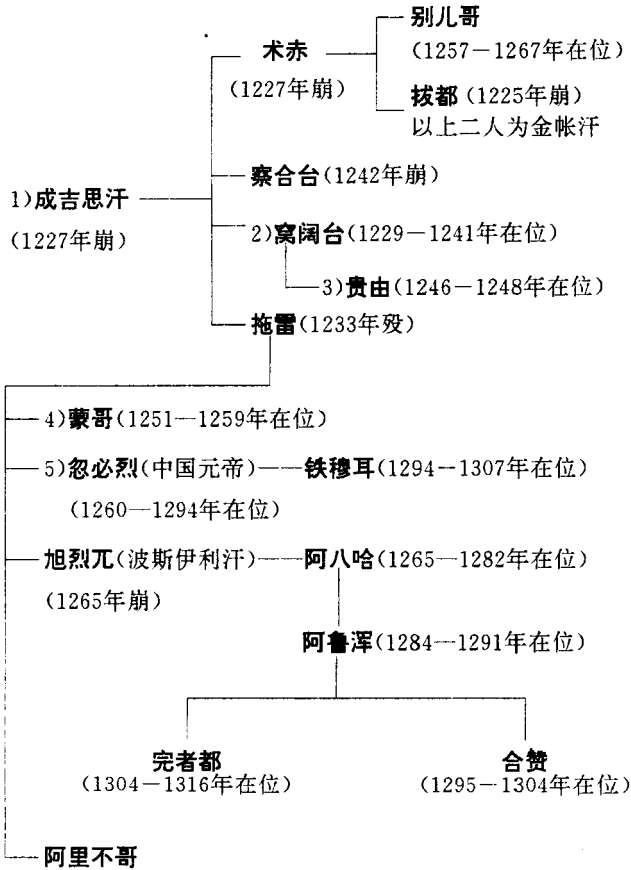 别儿哥
术赤
(1257－1267年在位)
(1227年崩)
拔都(1225年崩)
以上二人为金帐汗
察合台(1242年崩)
1)成吉思汗
(1227年崩)
2)窝阔台(1229－1241年在位)
3)贵由(1246－1248年在位)
拖雷(1233年殁)
4)蒙哥(1251—1259年在位)
5)忽必烈(中国元帝)
铁穆耳(1294－1307年在位)
(1260—1294年在位)
旭烈兀(波斯伊利汗)
阿八哈(1265—1282年在位)
(1265年崩)
阿鲁浑(1284—1291年在位)
完者都
合赞
(1304－1316年在位)
(1295－1304年在位)
阿里不哥